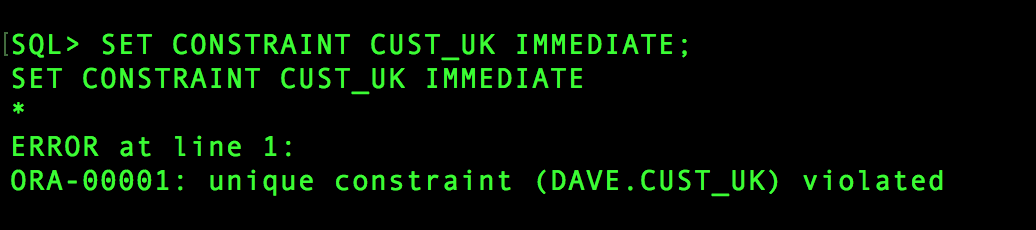 SQL> SET CONSTRAINT CUST_UK IMMEDIATE;
SET CONSTRAINT CUST_UK IMMEDIATE
*
ERROR at line 1:
ORA-00001: unique constraint (DAVE.CUST_UK) violated